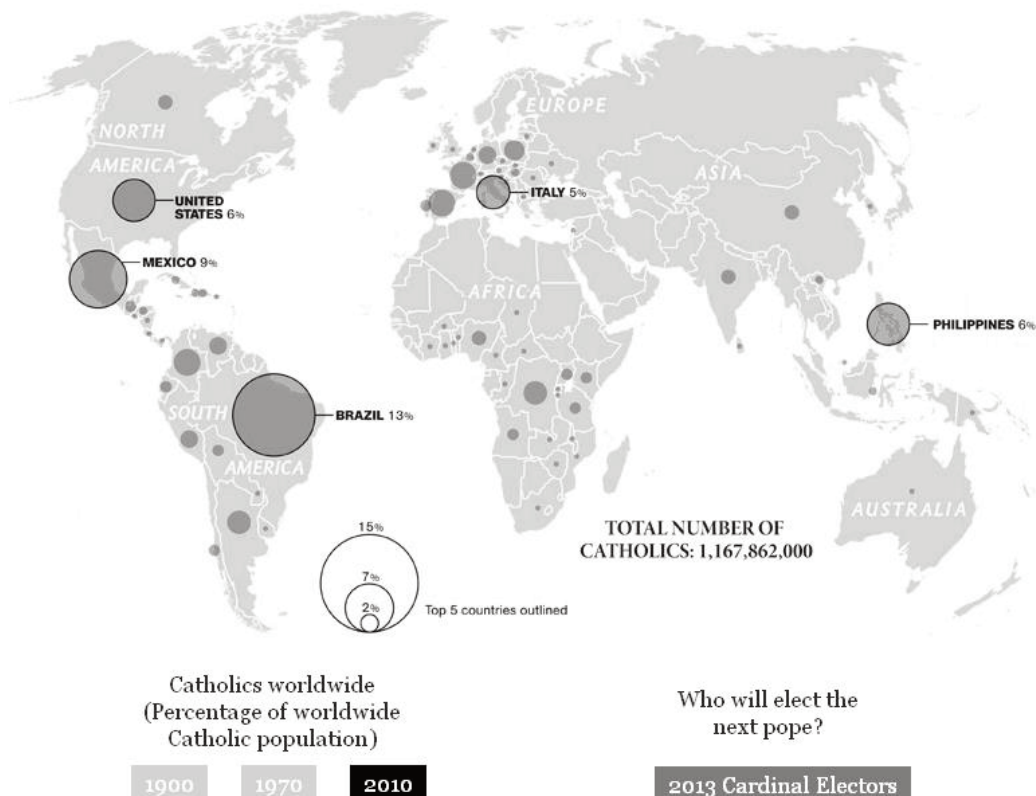 EUROPE
NORTH
AMERICA
ASIA
UNITED
STATES 6%
ITALY 5%
MEXICO 9%
AFRICA
PHILIPPINES 6%
SOUTH
BRAZIL 13%
AMERICA
AUSTRALIA
TOTAL NUMBER OF
CATHOLICS: 1,167,862,000
15%
7%
2%
Top 5 countries outlined
Catholics worldwide
(Percentage of worldwide
Catholic population)
Who will elect the
next pope?
1900
1970
2010
2013 Cardinal Electors